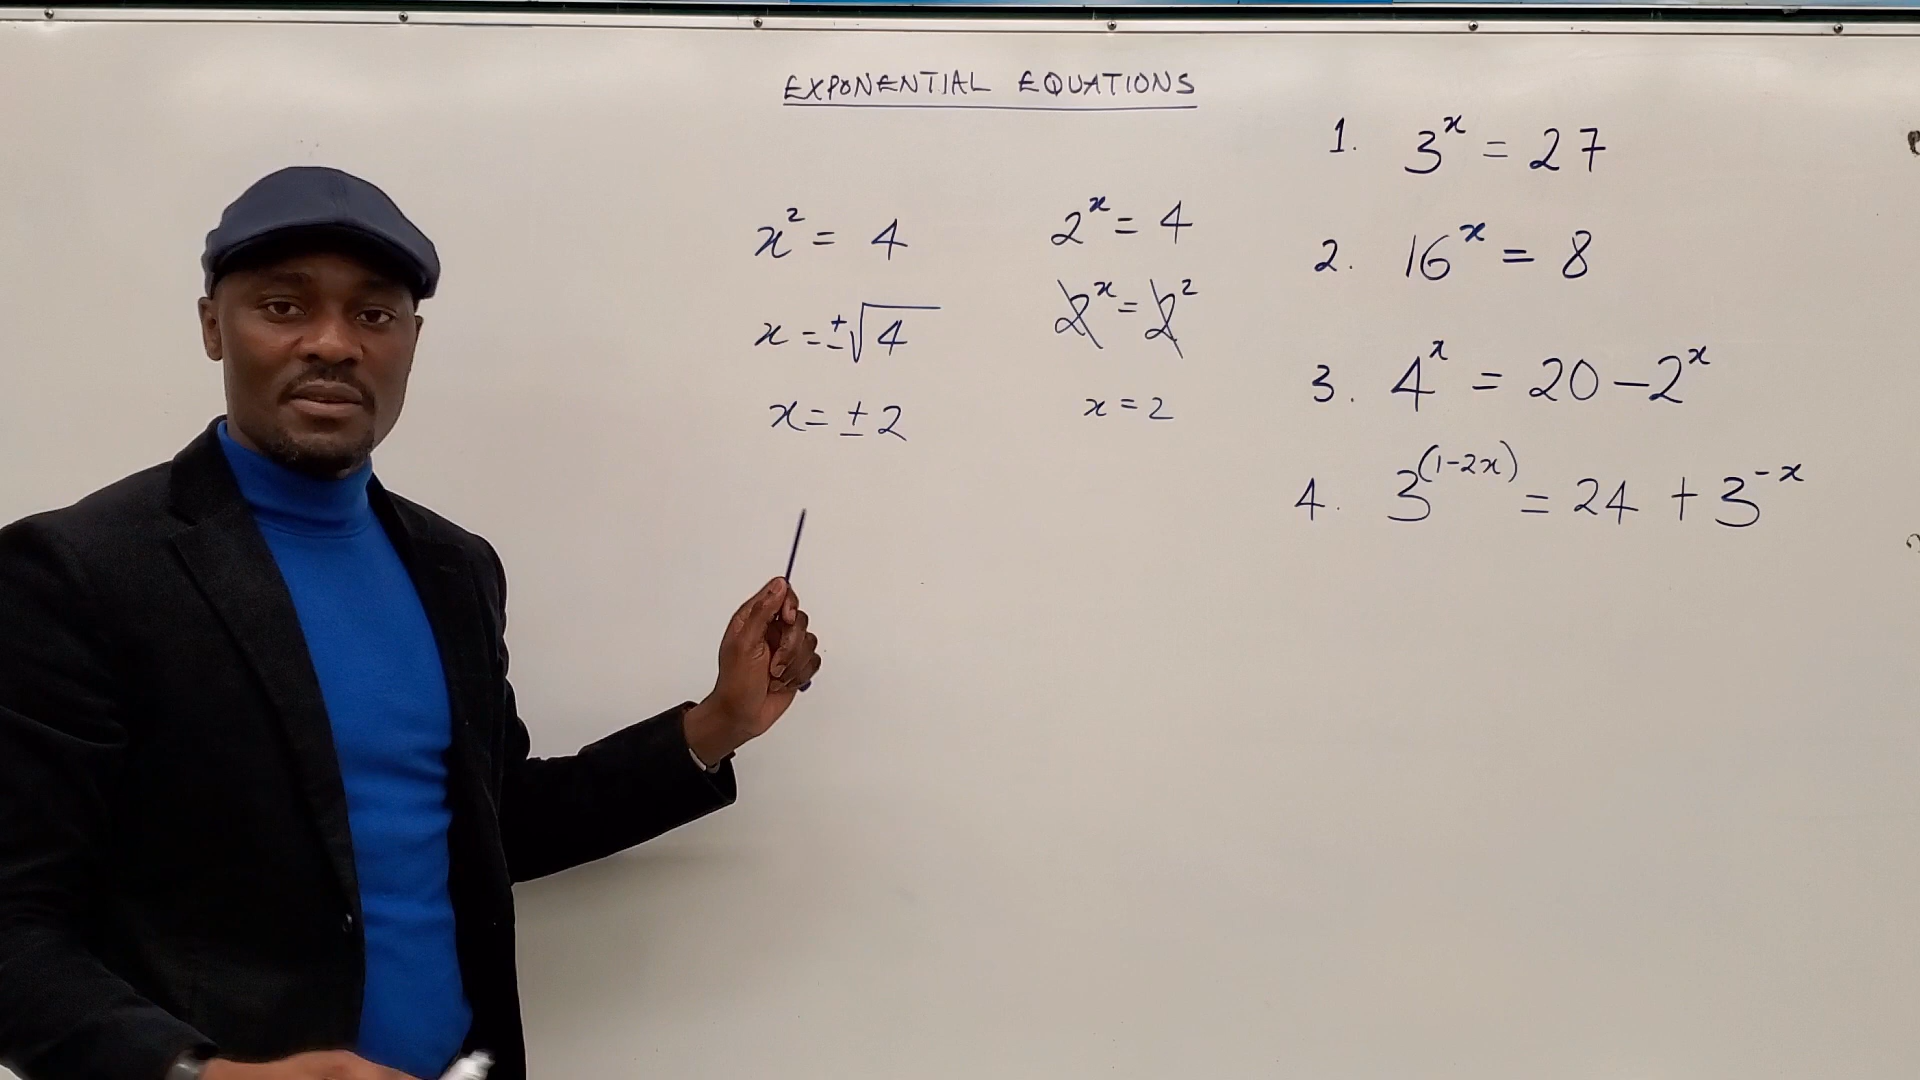 EXPONENTIAL EQUATIONS
x² = 4
x = ±√4
x = ±2
2ˣ = 4
2ˣ = 2²
x = 2
1. 3ˣ = 27
2. 16ˣ = 8
3. 4ˣ = 20 − 2ˣ
4. 3⁽¹⁻²ˣ⁾ = 24 + 3⁻ˣ